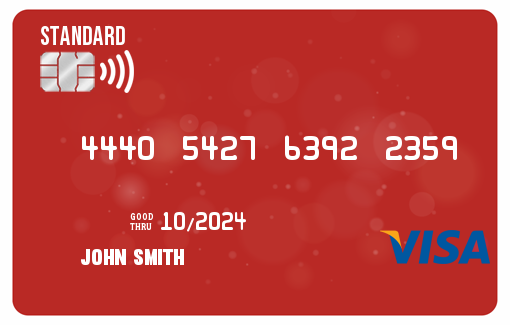 STANDARD
4440 5427 6392 2359
GOOD THRU 10/2024
JOHN SMITH
VISA